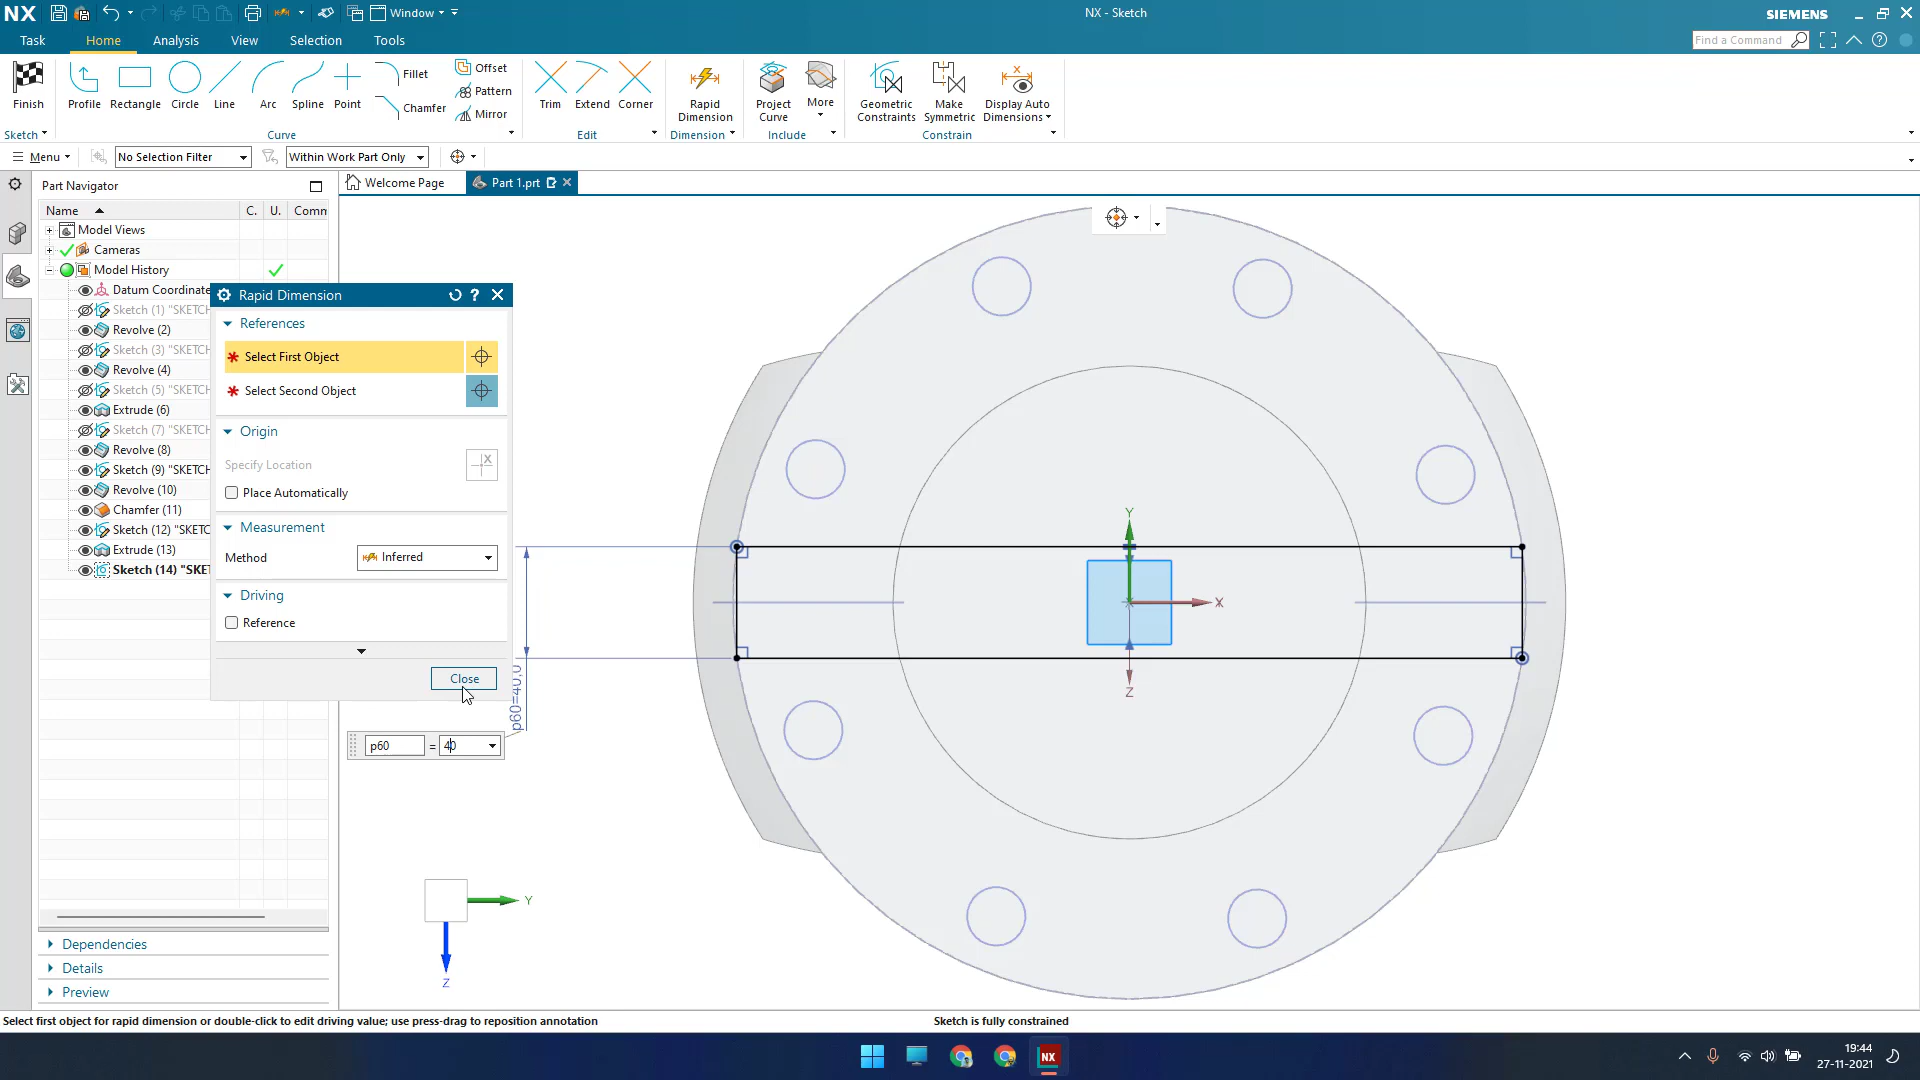 NX
Window
NX - Sketch
SIEMENS
Task
Home
Analysis
View
Selection
Tools
Find a Command
Finish
Profile
Rectangle
Circle
Line
Arc
Spline
Point
Fillet
Chamfer
Offset
Pattern
Mirror
Trim
Extend
Corner
Rapid
Dimension
Project
Curve
More
Geometric
Constraints
Make
Symmetric
Display Auto
Dimensions
Sketch
Curve
Edit
Dimension
Include
Constrain
Menu
No Selection Filter
Within Work Part Only
Part Navigator
Welcome Page
Part 1.prt
Name
C.
U.
Comm
Model Views
Cameras
Model History
Datum Coordinate
Sketch (1) "SKETCH
Revolve (2)
Sketch (3) "SKETCH
Revolve (4)
Sketch (5) "SKETCH
Extrude (6)
Sketch (7) "SKETCH
Revolve (8)
Sketch (9) "SKETCH
Revolve (10)
Chamfer (11)
Sketch (12) "SKETC
Extrude (13)
Sketch (14) "SKET
Rapid Dimension
References
Select First Object
Select Second Object
Origin
Specify Location
Place Automatically
Measurement
Method
Inferred
Driving
Reference
Close
p60=40,0
p60
=
40
Y
X
Z
Y
Z
Dependencies
Details
Preview
Select first object for rapid dimension or double-click to edit driving value; use press-drag to reposition annotation
Sketch is fully constrained
NX
19:44
27-11-2021